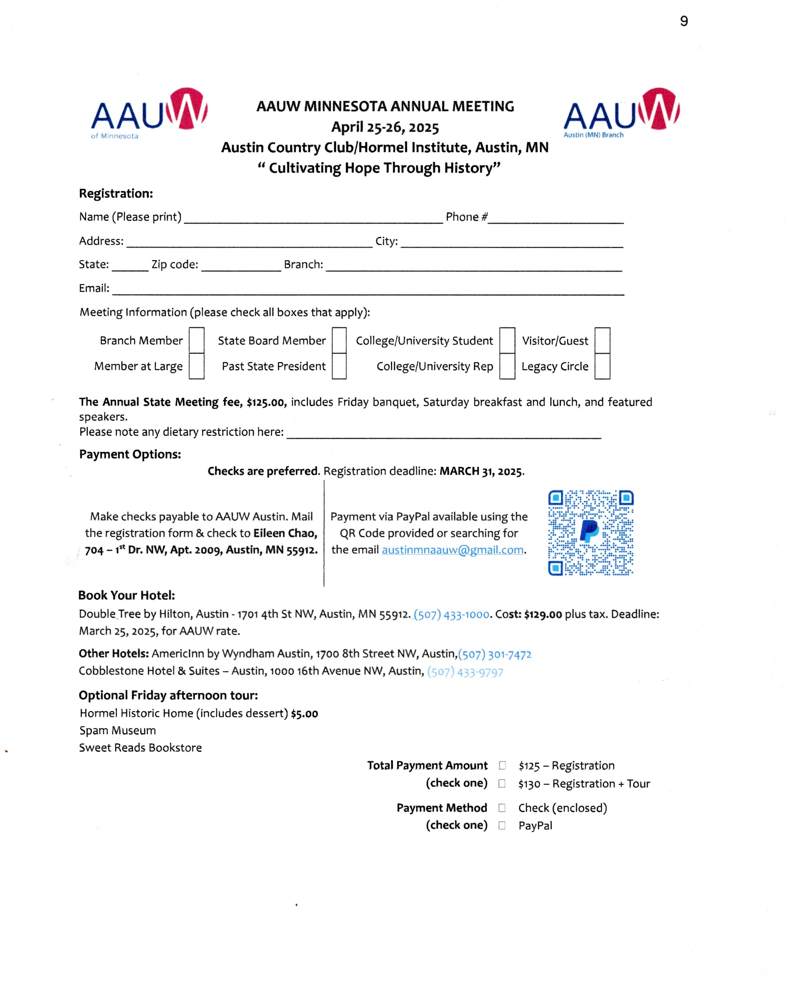 9
AAUW
of Minnesota
AAUW MINNESOTA ANNUAL MEETING
April 25-26, 2025
Austin Country Club/Hormel Institute, Austin, MN
“ Cultivating Hope Through History”
AAUW
Austin (MN) Branch
Registration:
Name (Please print) Phone #
Address: City:
State: Zip code: Branch:
Email:
Meeting Information (please check all boxes that apply):
Branch Member State Board Member College/University Student Visitor/Guest
Member at Large Past State President College/University Rep Legacy Circle
The Annual State Meeting fee, $125.00, includes Friday banquet, Saturday breakfast and lunch, and featured
speakers.
Please note any dietary restriction here:
Payment Options:
Checks are preferred. Registration deadline: MARCH 31, 2025.
Make checks payable to AAUW Austin. Mail
the registration form & check to Eileen Chao,
704 – 1st Dr. NW, Apt. 2009, Austin, MN 55912.
Payment via PayPal available using the
QR Code provided or searching for
the email austinmnaauw@gmail.com.
Book Your Hotel:
Double Tree by Hilton, Austin - 1701 4th St NW, Austin, MN 55912. (507) 433-1000. Cost: $129.00 plus tax. Deadline:
March 25, 2025, for AAUW rate.
Other Hotels: AmericInn by Wyndham Austin, 1700 8th Street NW, Austin,(507) 301-7472
Cobblestone Hotel & Suites – Austin, 1000 16th Avenue NW, Austin, (507) 433-9797
Optional Friday afternoon tour:
Hormel Historic Home (includes dessert) $5.00
Spam Museum
Sweet Reads Bookstore
Total Payment Amount ☐ $125 – Registration
(check one) ☐ $130 – Registration + Tour
Payment Method ☐ Check (enclosed)
(check one) ☐ PayPal